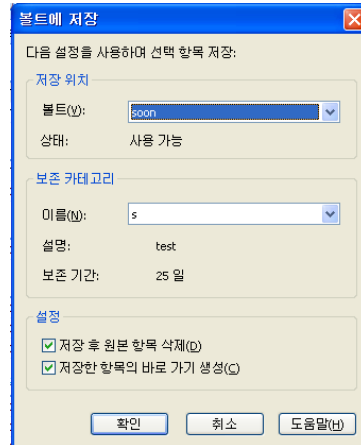 볼트에 저장
다음 설정을 사용하여 선택 항목 저장:
저장 위치
볼트(V): soon
상태: 사용 가능
보존 카테고리
이름(N): s
설명: test
보존 기간: 25 일
설정
저장 후 원본 항목 삭제(D)
저장한 항목의 바로 가기 생성(C)
확인 취소 도움말(H)